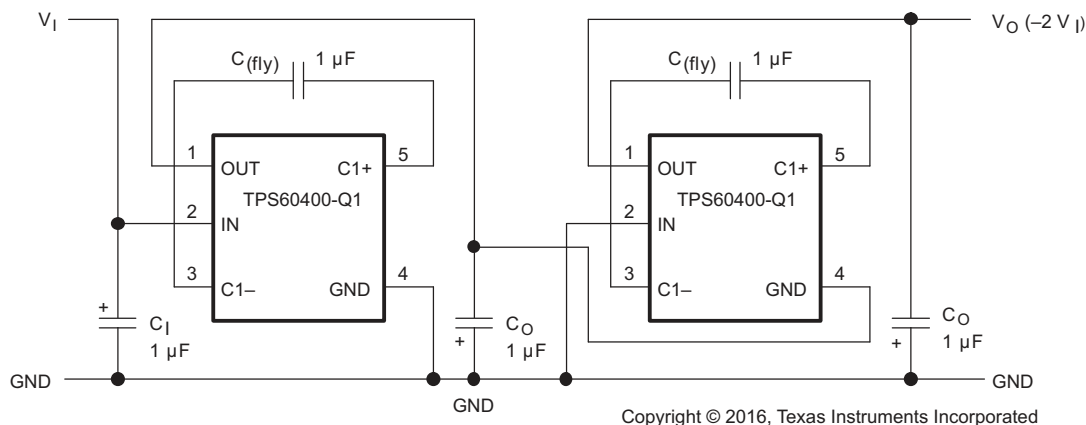 V_I
C_(fly) 1 µF
1
OUT
C1+
5
TPS60400-Q1
2
IN
3
C1–
GND
4
+
C_I
1 µF
+
C_O
1 µF
C_(fly) 1 µF
1
OUT
C1+
5
TPS60400-Q1
2
IN
3
C1–
GND
4
V_O (–2 V_I)
+
C_O
1 µF
GND
GND
GND
Copyright © 2016, Texas Instruments Incorporated